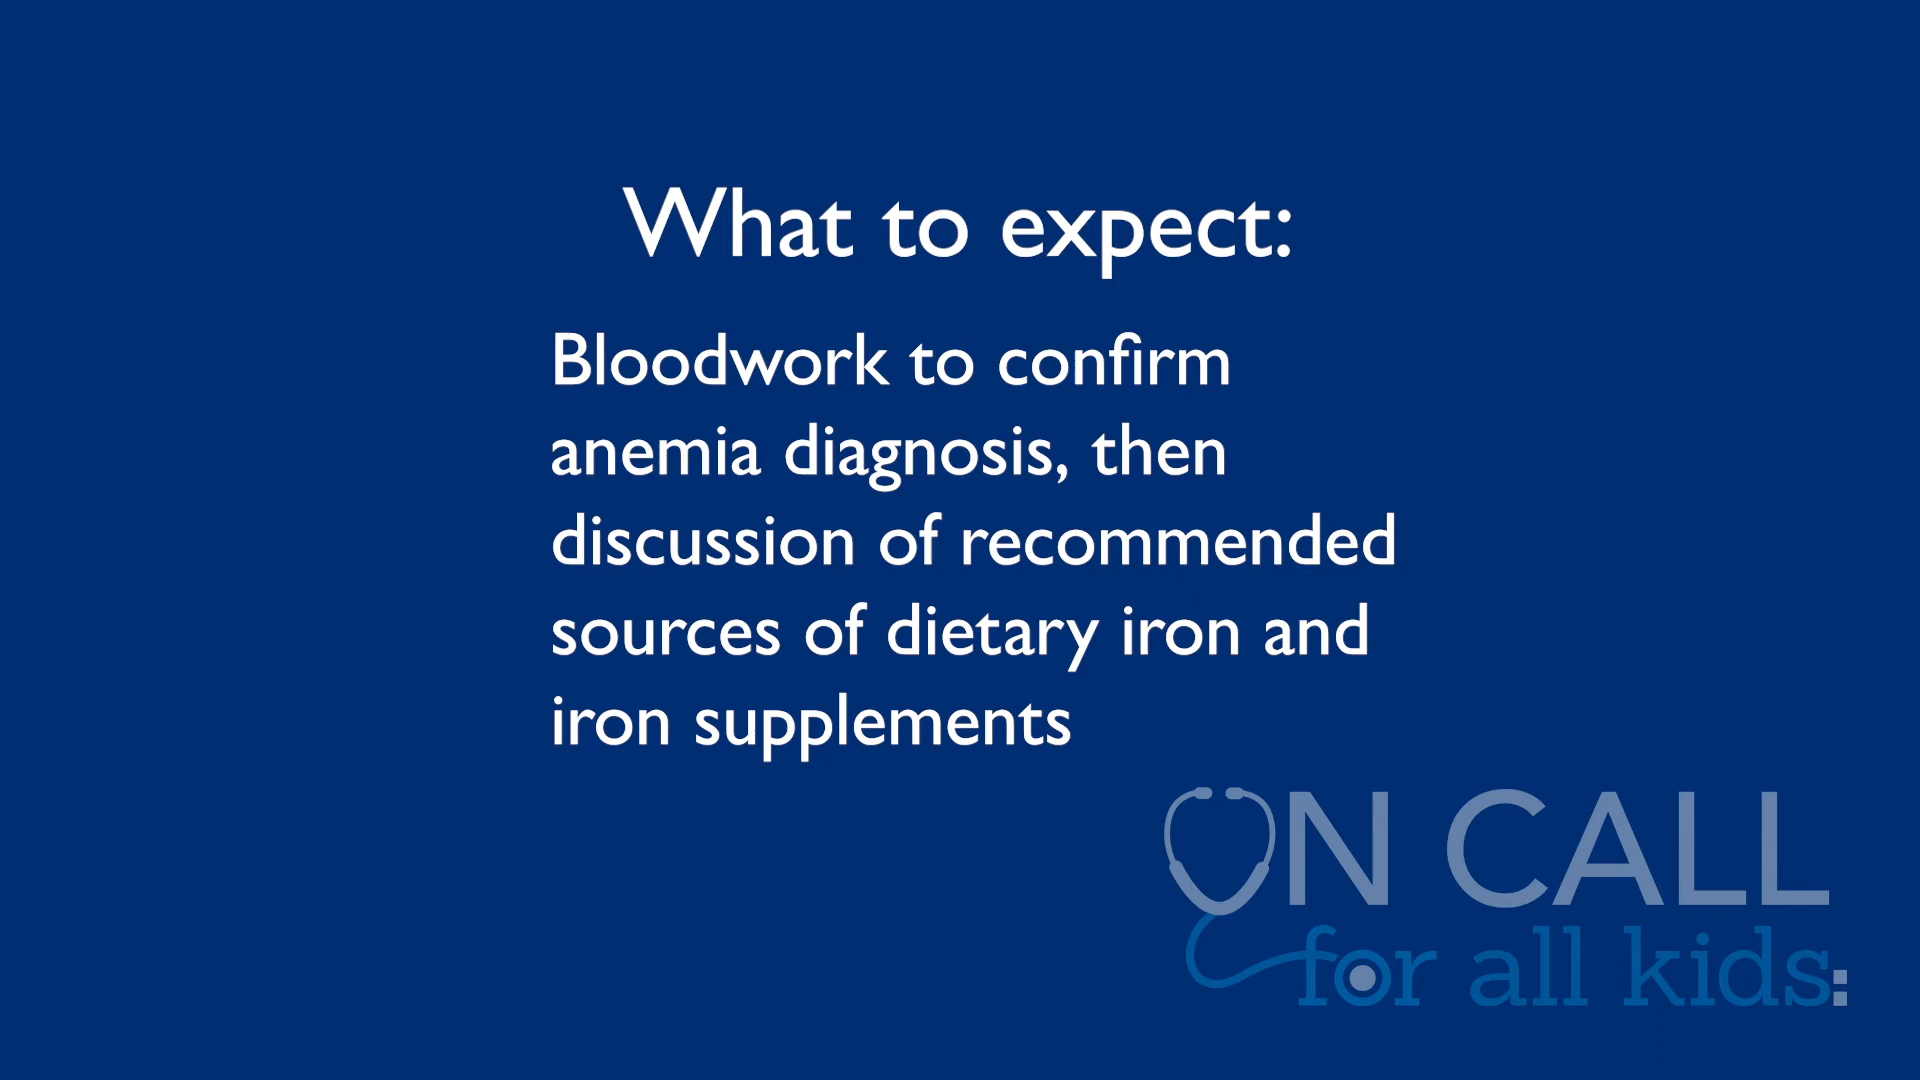 What to expect:
Bloodwork to confirm
anemia diagnosis, then
discussion of recommended
sources of dietary iron and
iron supplements
ON CALL
for all kids: